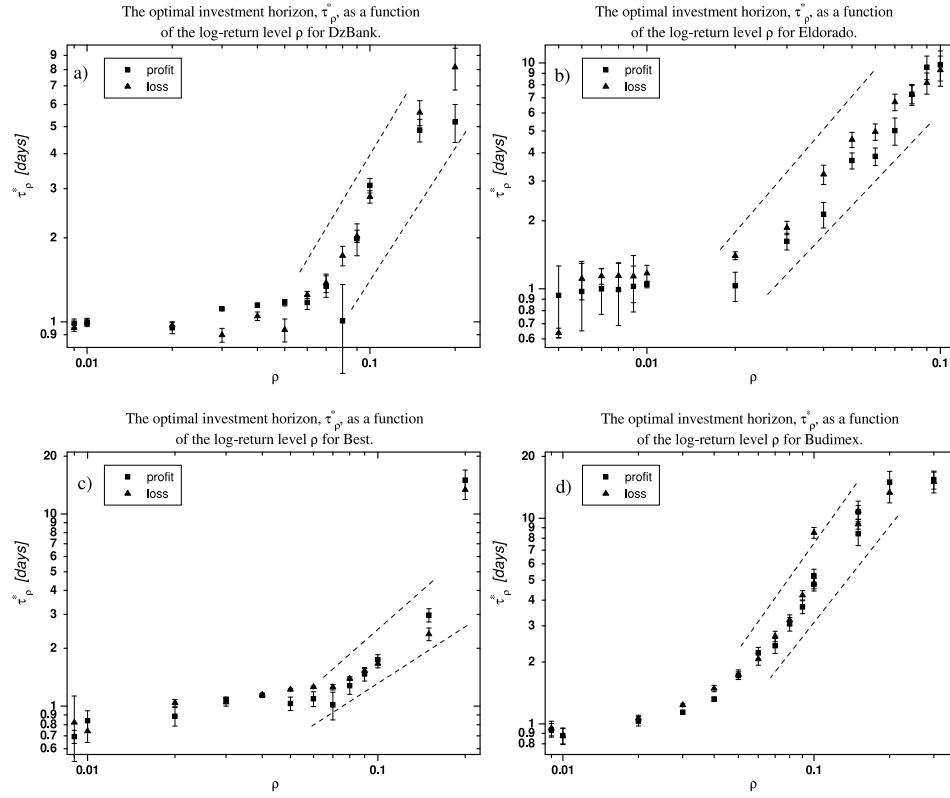 The optimal investment horizon, τ*ρ, as a function
of the log-return level ρ for DzBank.
a)
profit
loss
9
8
7
6
5
4
3
2
1
0.9
τ*ρ [days]
0.01
0.1
ρ
The optimal investment horizon, τ*ρ, as a function
of the log-return level ρ for Eldorado.
b)
profit
loss
10
9
8
7
6
5
4
3
2
1
0.9
0.8
0.7
0.6
τ*ρ [days]
0.01
0.1
ρ
The optimal investment horizon, τ*ρ, as a function
of the log-return level ρ for Best.
c)
profit
loss
20
10
9
8
7
6
5
4
3
2
1
0.9
0.8
0.7
0.6
τ*ρ [days]
0.01
0.1
ρ
The optimal investment horizon, τ*ρ, as a function
of the log-return level ρ for Budimex.
d)
profit
loss
20
10
9
8
7
6
5
4
3
2
1
0.9
0.8
τ*ρ [days]
0.01
0.1
ρ